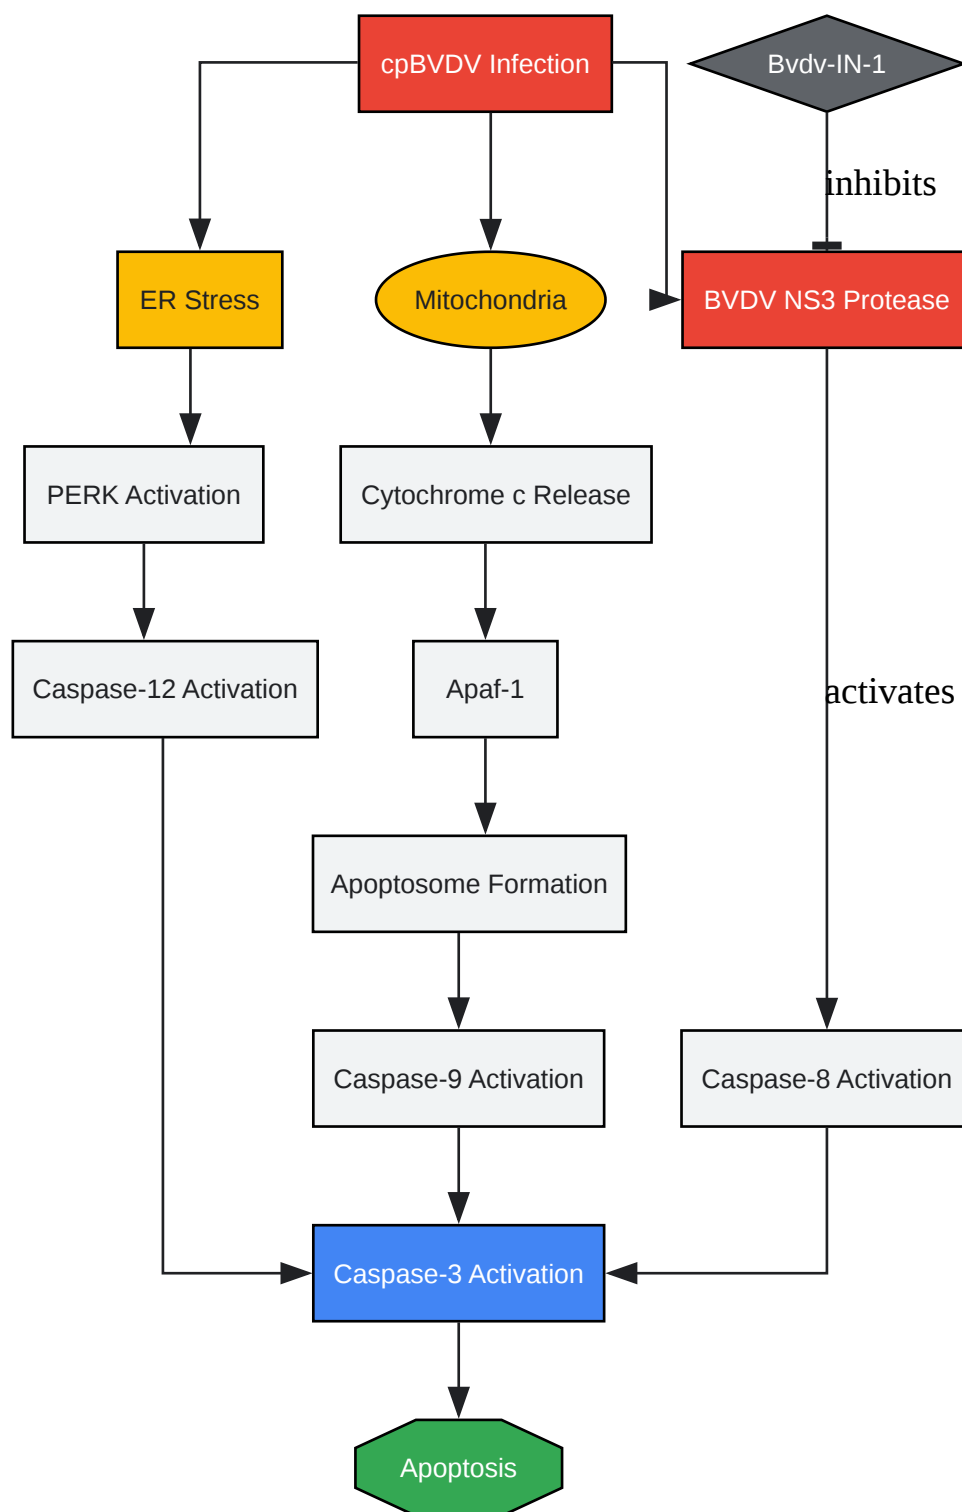 cpBVDV Infection
Bvdv-IN-1
inhibits
ER Stress
Mitochondria
BVDV NS3 Protease
PERK Activation
Cytochrome c Release
Caspase-12 Activation
Apaf-1
activates
Apoptosome Formation
Caspase-9 Activation
Caspase-8 Activation
Caspase-3 Activation
Apoptosis